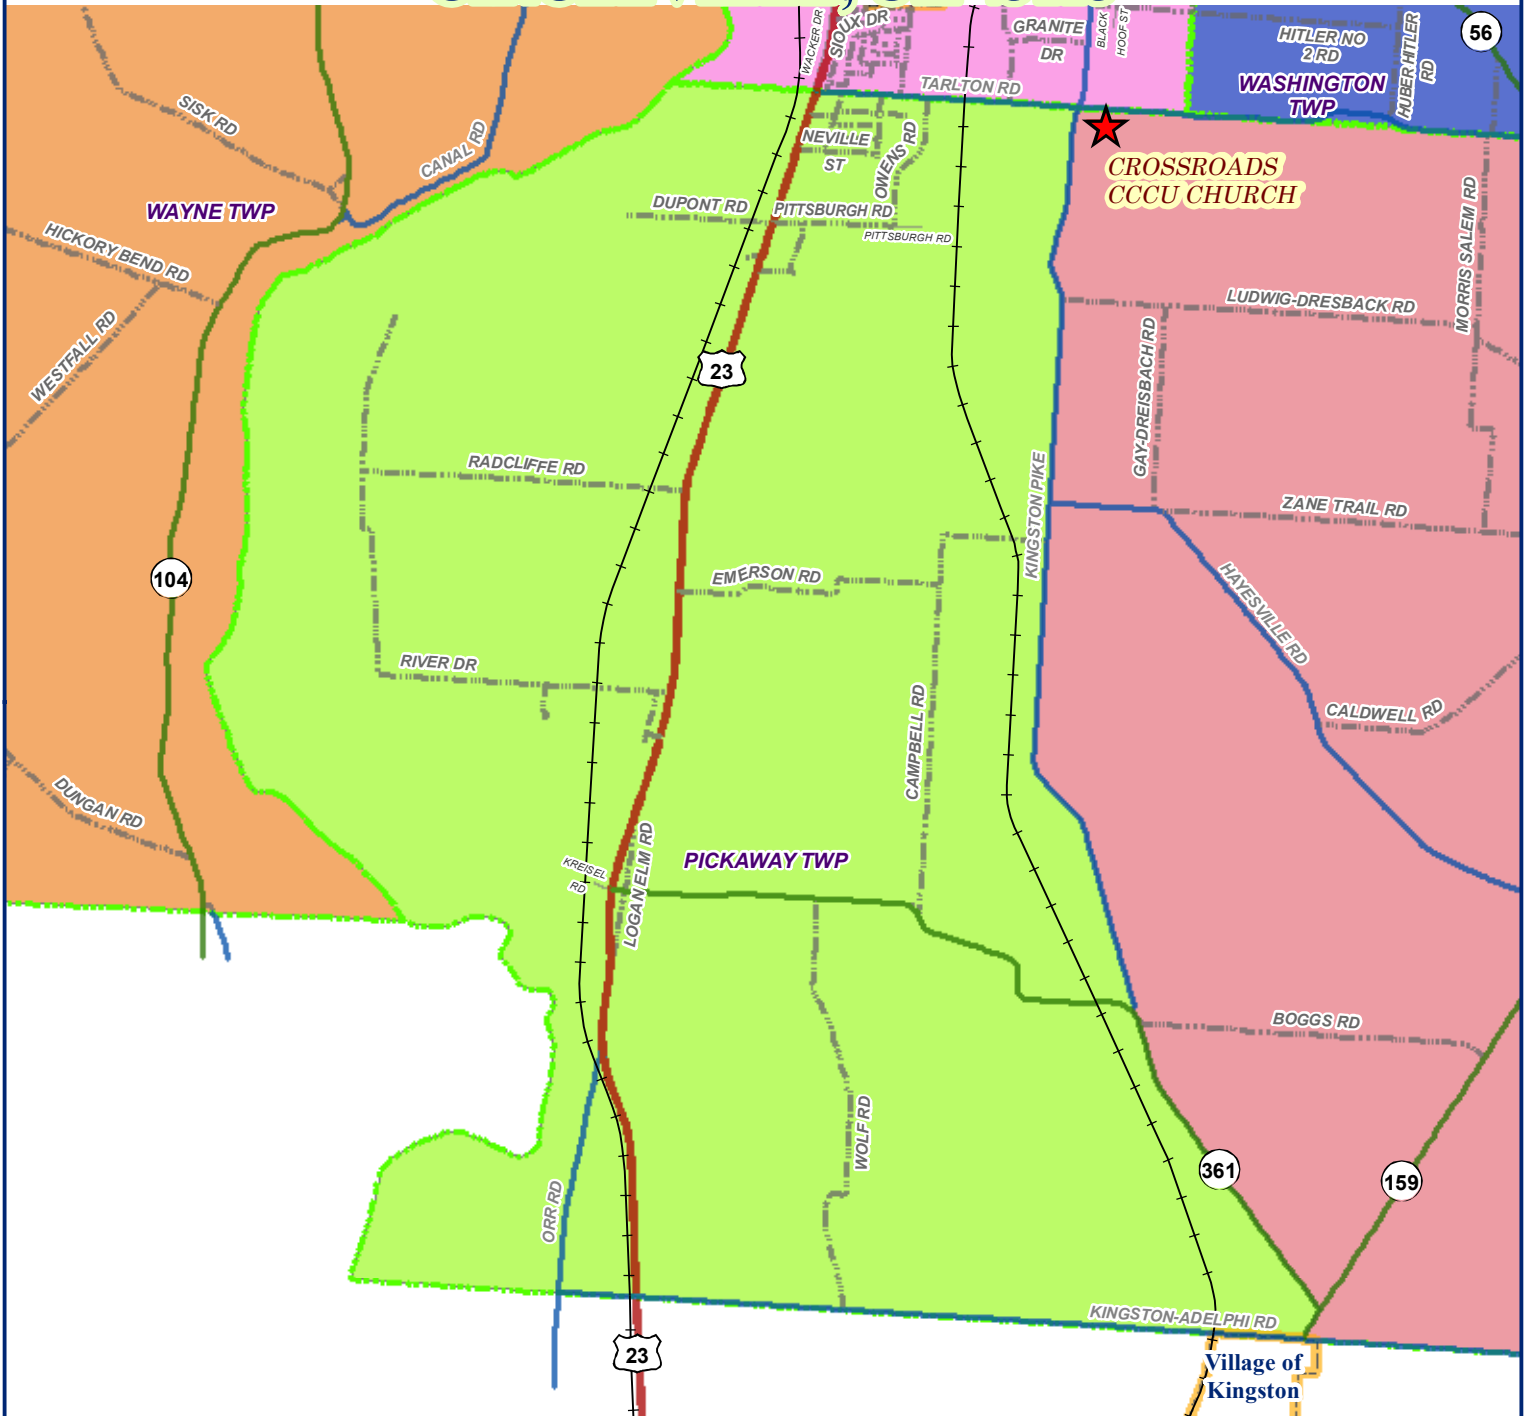 WACKER DR
SIOUX DR
GRANITE
DR
BLACK
HOOF ST
HITLER NO
2 RD
HUBER HITLER
RD
56
WASHINGTON
TWP
TARLTON RD
SISK RD
CANAL RD
NEVILLE
ST
OWENS RD
CROSSROADS
CCCU CHURCH
WAYNE TWP
DUPONT RD
PITTSBURGH RD
PITTSBURGH RD
MORRIS SALEM RD
HICKORY BEND RD
LUDWIG-DRESBACK RD
WESTFALL RD
23
GAY-DREISBACH RD
RADCLIFFE RD
KINGSTON PIKE
ZANE TRAIL RD
104
EMERSON RD
HAYESVILLE RD
RIVER DR
CAMPBELL RD
CALDWELL RD
DUNGAN RD
KREISEL
RD
LOGAN ELM RD
PICKAWAY TWP
BOGGS RD
WOLF RD
361
159
ORR RD
KINGSTON-ADELPHI RD
23
Village of
Kingston